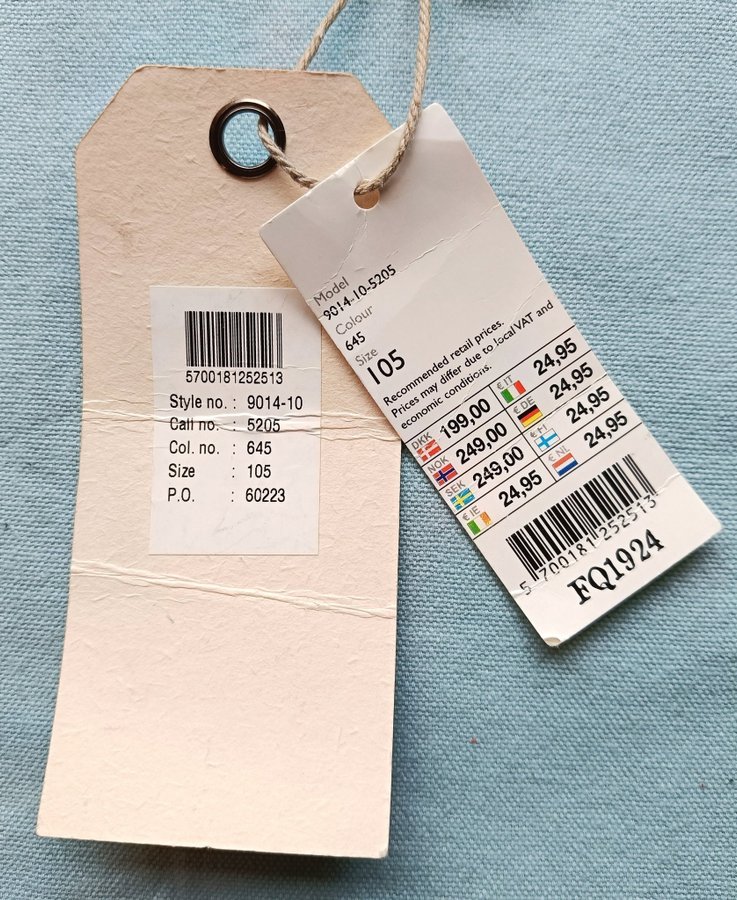 5700181252513
Style no. : 9014-10
Call no. : 5205
Col. no. : 645
Size : 105
P.O. : 60223
Model
9014-10-5205
Colour
645
Size
105
Recommended retail prices.
Prices may differ due to local VAT and
economic conditions.
DKK 199,00 € IT 24,95
NOK 249,00 € DE 24,95
SEK 249,00 € FI 24,95
€ IE 24,95 € NL 24,95
5 700181 252513
FQ1924